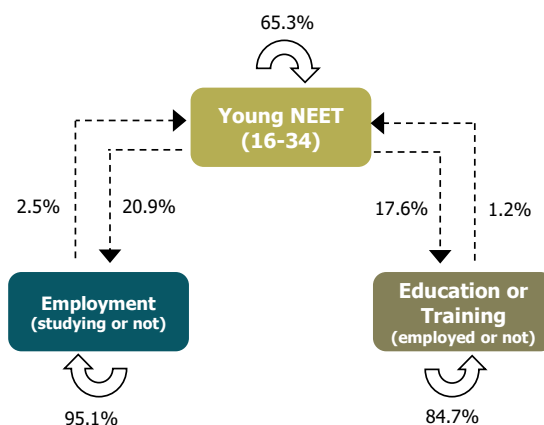 65.3%
Young NEET
(16-34)
2.5%
20.9%
17.6%
1.2%
Employment
(studying or not)
Education or
Training
(employed or not)
95.1%
84.7%